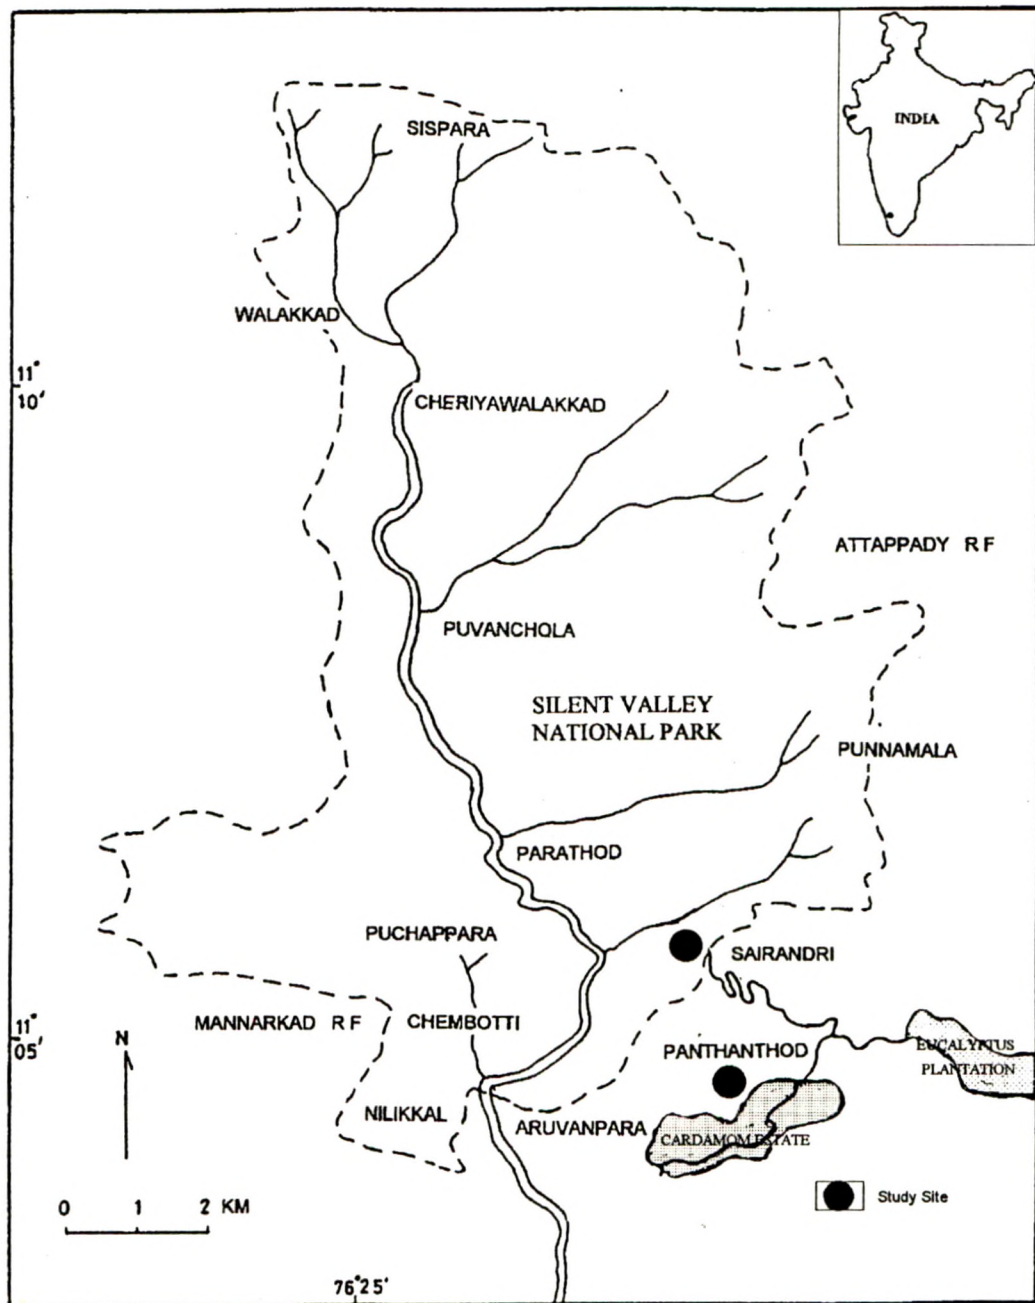 INDIA
SISPARA
WALAKKAD
11°
10'
CHERIYAWALAKKAD
ATTAPPADY R F
PUVANCHOLA
SILENT VALLEY
NATIONAL PARK
PUNNAMALA
PARATHOD
PUCHAPPARA
SAIRANDRI
MANNARKAD R F
CHEMBOTTI
11°
05'
N
PANTHANTHOD
EUCALYPTUS
PLANTATION
NILIKKAL
ARUVANPARA
CARDAMOM ESTATE
Study Site
0 1 2 KM
76°25'